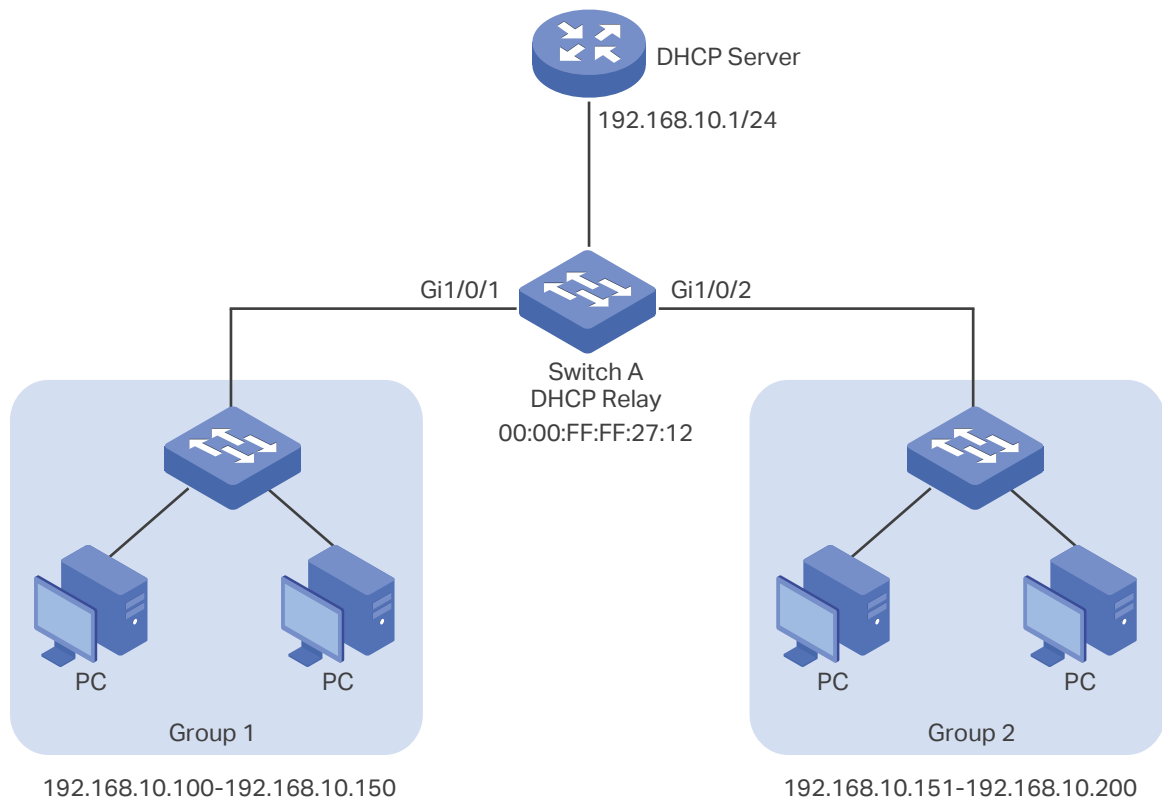 DHCP Server
192.168.10.1/24
Gi1/0/1
Gi1/0/2
Switch A
DHCP Relay
00:00:FF:FF:27:12
PC
PC
PC
PC
Group 1
Group 2
192.168.10.100-192.168.10.150
192.168.10.151-192.168.10.200